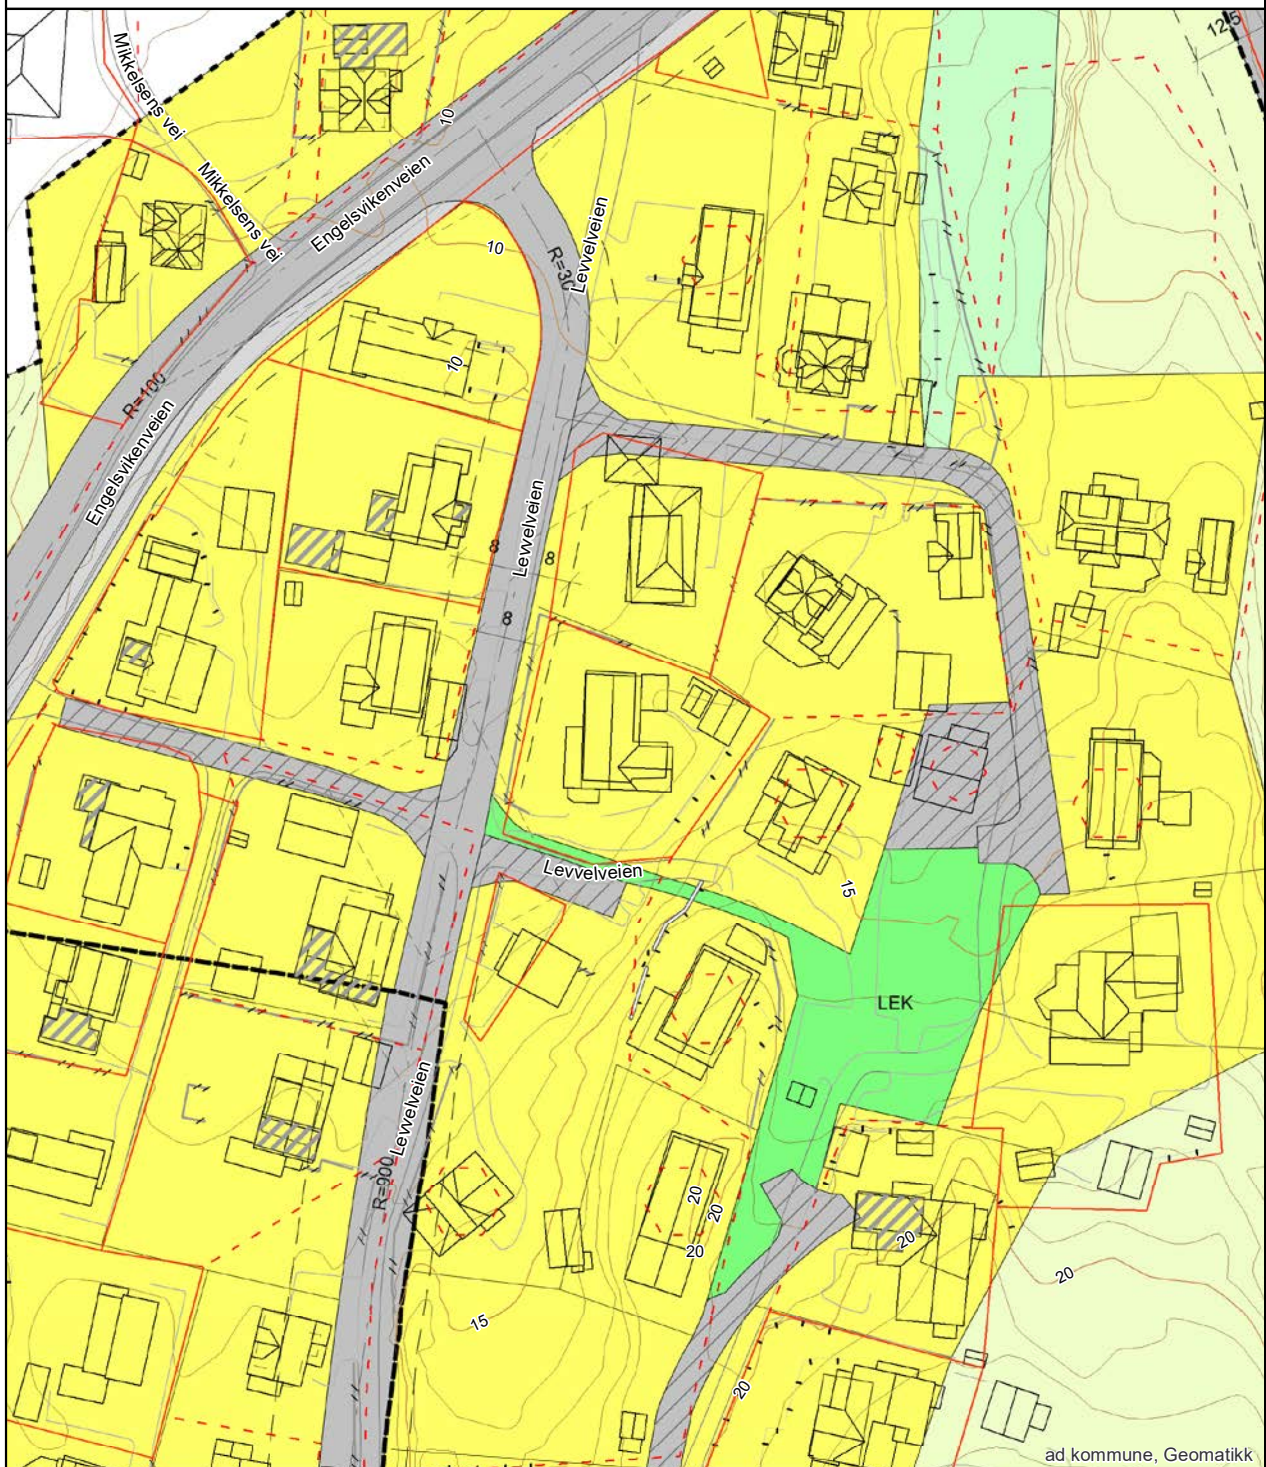 12.5
Mikkelsens vei
10
Mikkelsens vei
Engelsvikenveien
Levvelveien
10
R=30
10
R=100
Engelsvikenveien
Levvelveien
8
8
8
Levvelveien
15
LEK
Levvelveien
R=900
20
20
20
20
20
15
20
ad kommune, Geomatikk